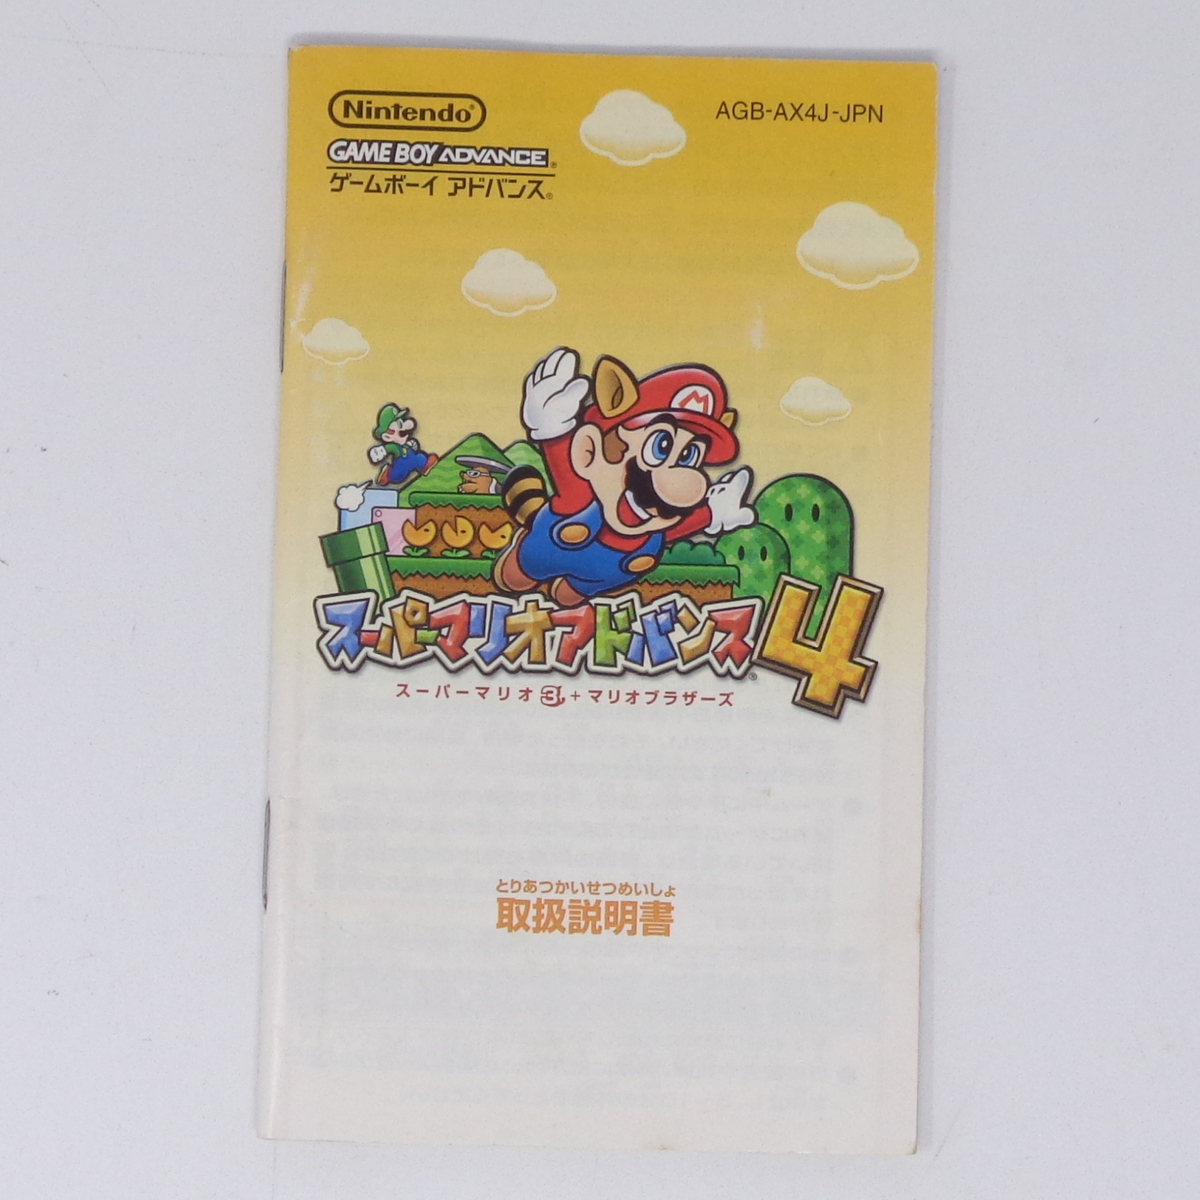 Nintendo®
AGB-AX4J-JPN
GAME BOY ADVANCE®
ゲームボーイ アドバンス®
M
スーパーマリオアドバンス®4
スーパーマリオ3+マリオブラザーズ
とりあつかいせつめいしょ
取扱説明書